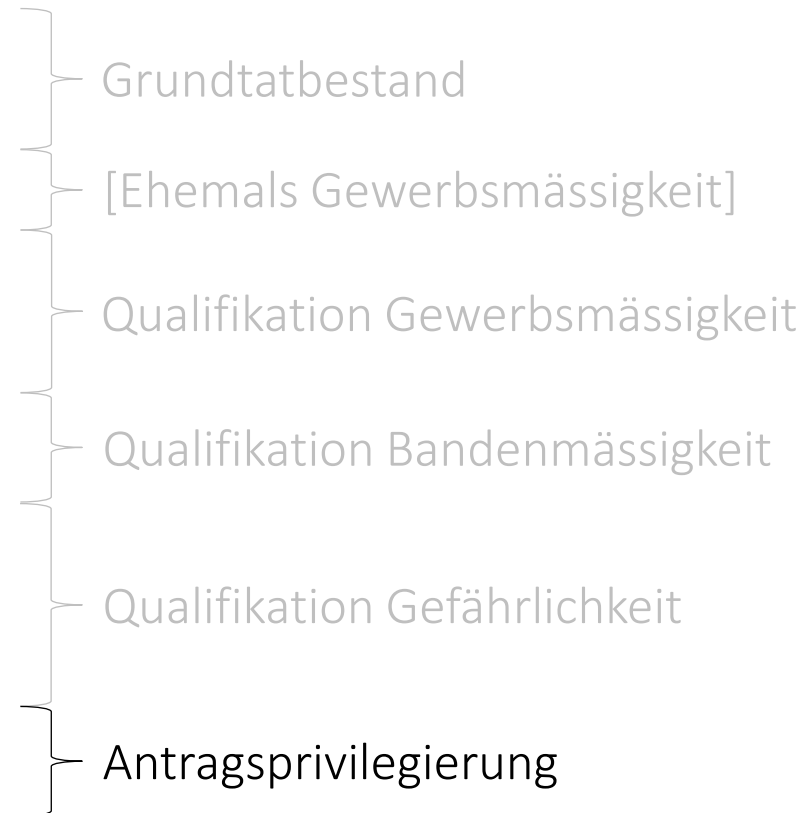 Grundtatbestand
[Ehemals Gewerbsmässigkeit]
Qualifikation Gewerbsmässigkeit
Qualifikation Bandenmässigkeit
Qualifikation Gefährlichkeit
Antragsprivilegierung